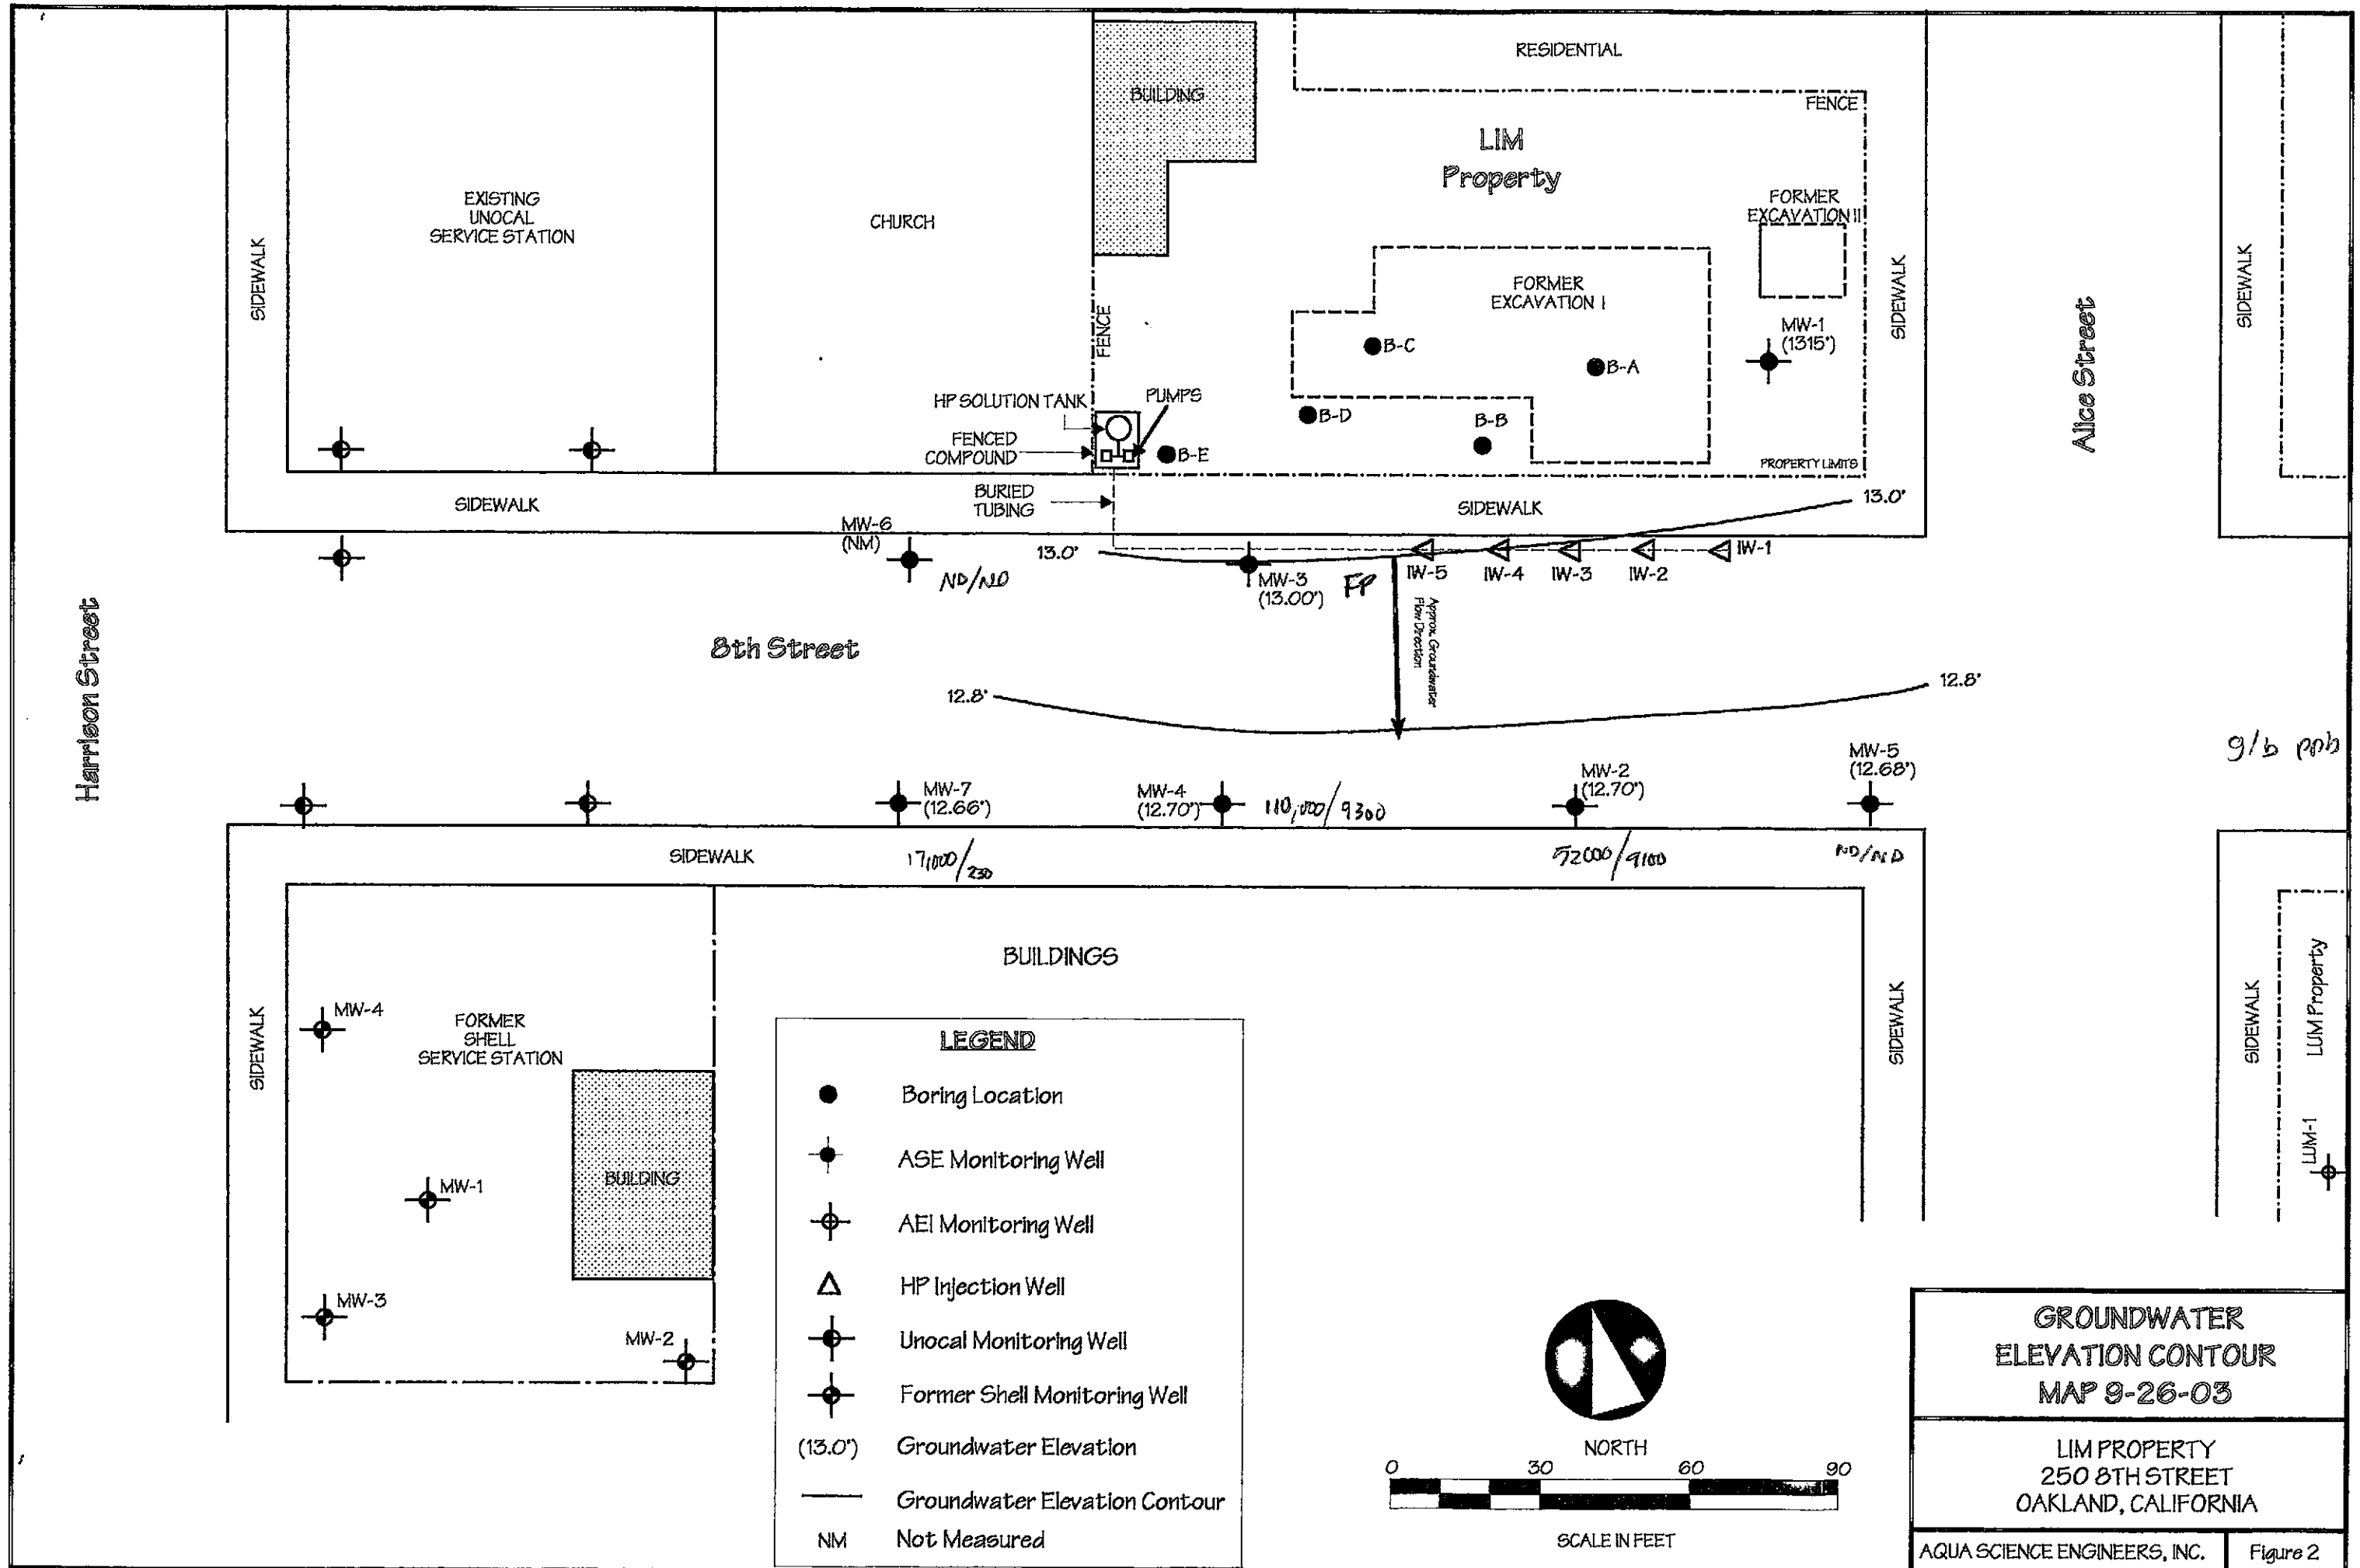 RESIDENTIAL
BUILDING
FENCE
LIM
Property
EXISTING
UNOCAL
SERVICE STATION
CHURCH
FORMER
EXCAVATION II
SIDEWALK
FENCE
FORMER
EXCAVATION I
SIDEWALK
SIDEWALK
Alice Street
MW-1
(1315')
B-C
B-A
HP SOLUTION TANK
PUMPS
B-D
B-B
FENCED
COMPOUND
B-E
PROPERTY LIMITS
BURIED
TUBING
SIDEWALK
SIDEWALK
13.0'
MW-6
(NM)
ND/ND
13.0'
MW-3
(13.00')
FP
IW-5
IW-4
IW-3
IW-2
IW-1
Approx. Groundwater
Flow Direction
Harrison Street
8th Street
12.8'
12.8'
g/b ppb
MW-7
(12.66')
MW-4
(12.70')
110,000/9300
MW-2
(12.70')
MW-5
(12.68')
SIDEWALK
17,000/230
52000/9100
ND/ND
BUILDINGS
MW-4
FORMER
SHELL
SERVICE STATION
SIDEWALK
SIDEWALK
SIDEWALK
LUM Property
LUM-1
BUILDING
MW-1
MW-3
MW-2
LEGEND
Boring Location
ASE Monitoring Well
AEI Monitoring Well
HP Injection Well
Unocal Monitoring Well
Former Shell Monitoring Well
(13.0') Groundwater Elevation
Groundwater Elevation Contour
NM Not Measured
NORTH
0 30 60 90
SCALE IN FEET
GROUNDWATER
ELEVATION CONTOUR
MAP 9-26-03
LIM PROPERTY
250 8TH STREET
OAKLAND, CALIFORNIA
AQUA SCIENCE ENGINEERS, INC.
Figure 2